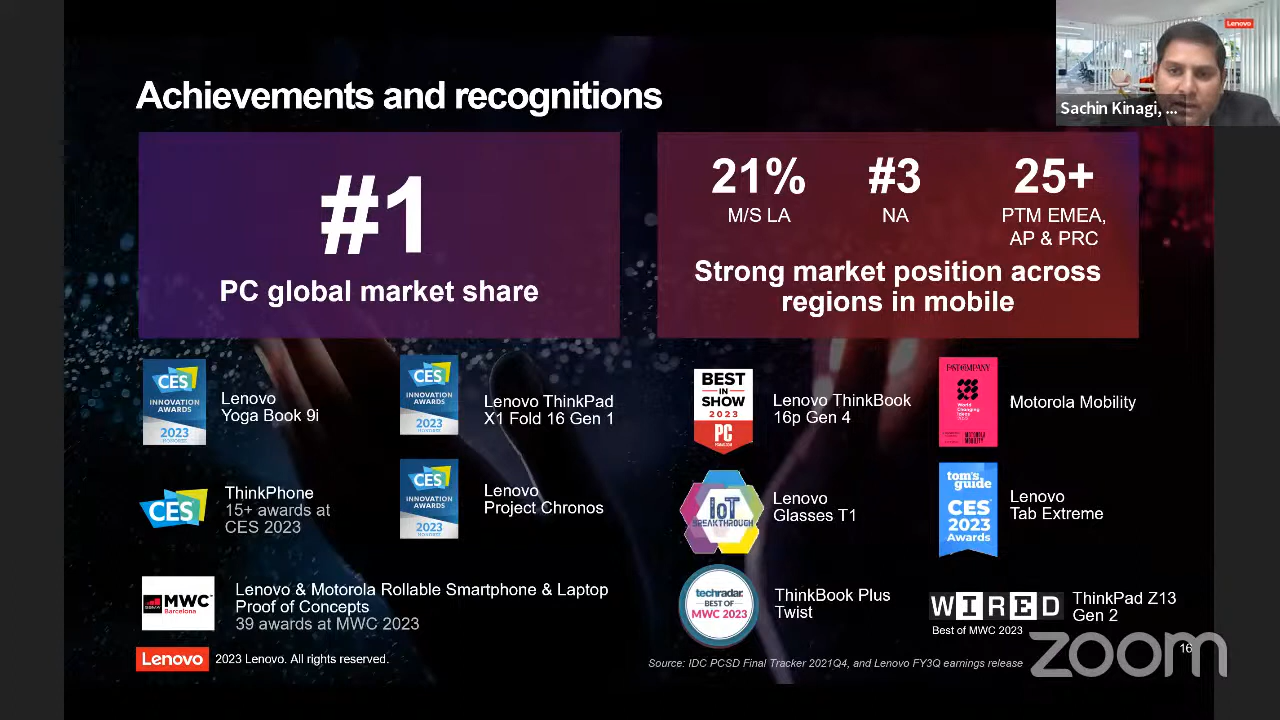 Lenovo
Sachin Kinagi, ...
Achievements and recognitions
#1
PC global market share
21%
M/S LA
#3
NA
25+
PTM EMEA,
AP & PRC
Strong market position across
regions in mobile
CES
INNOVATION
AWARDS
2023
Lenovo
Yoga Book 9i
CES
INNOVATION
AWARDS
2023
Lenovo ThinkPad
X1 Fold 16 Gen 1
BEST
IN
SHOW
2023
PC
Lenovo ThinkBook
16p Gen 4
FAST COMPANY
World
Changing
Ideas
MOTOROLA
MOBILITY
Motorola Mobility
CES
ThinkPhone
15+ awards at
CES 2023
CES
INNOVATION
AWARDS
2023
Lenovo
Project Chronos
IoT
BREAKTHROUGH
Lenovo
Glasses T1
tom's
guide
CES
2023
Awards
Lenovo
Tab Extreme
MWC
Barcelona
Lenovo & Motorola Rollable Smartphone & Laptop
Proof of Concepts
39 awards at MWC 2023
techradar
BEST OF
MWC 2023
ThinkBook Plus
Twist
WIRED
Best of MWC 2023
ThinkPad Z13
Gen 2
Lenovo
2023 Lenovo. All rights reserved.
Source: IDC PCSD Final Tracker 2021Q4, and Lenovo FY3Q earnings release
16
zoom